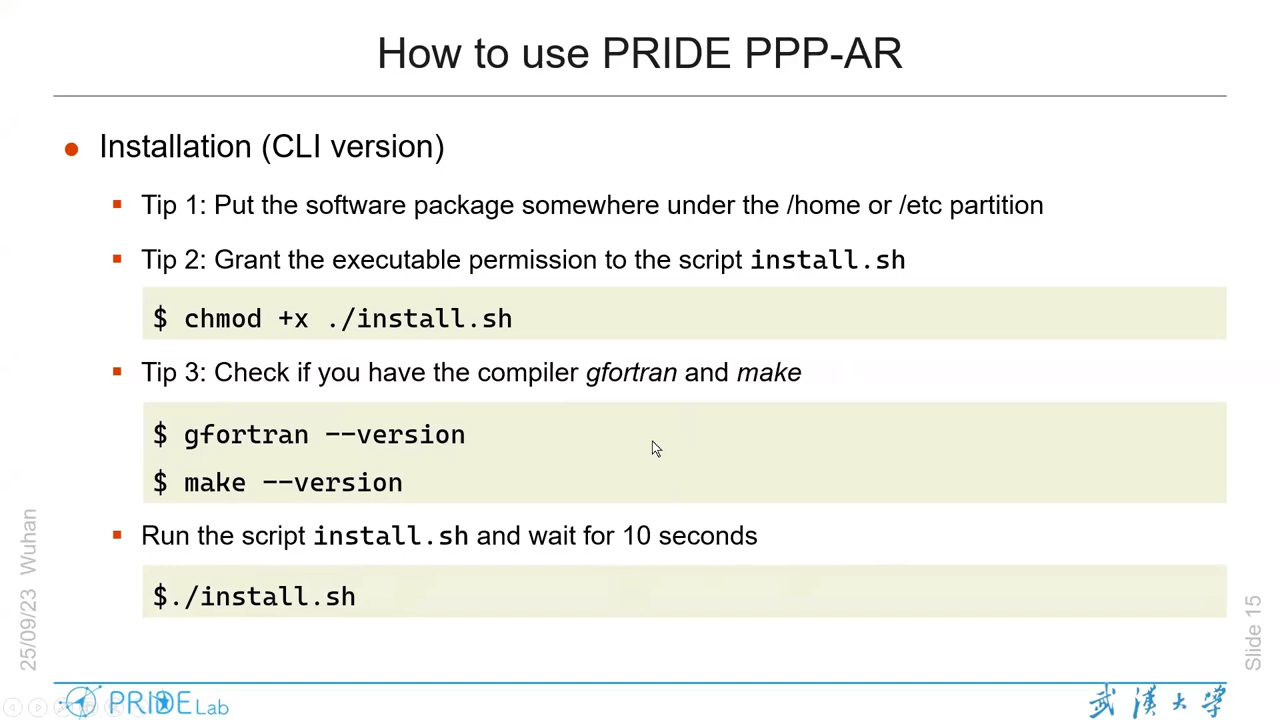 How to use PRIDE PPP-AR
Installation (CLI version)
Tip 1: Put the software package somewhere under the /home or /etc partition
Tip 2: Grant the executable permission to the script install.sh
$ chmod +x ./install.sh
Tip 3: Check if you have the compiler gfortran and make
$ gfortran --version
$ make --version
Run the script install.sh and wait for 10 seconds
$./install.sh
25/09/23 Wuhan
Slide 15
PRIDE Lab
武漢大学